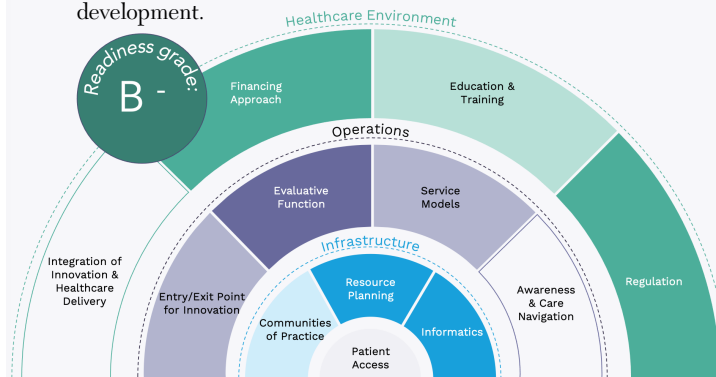 development.
Healthcare Environment
Readiness grade:
B -
Financing
Approach
Education &
Training
Operations
Evaluative
Function
Service
Models
Infrastructure
Integration of
Innovation &
Healthcare
Delivery
Entry/Exit Point
for Innovation
Resource
Planning
Regulation
Awareness
& Care
Navigation
Communities
of Practice
Informatics
Patient
Access